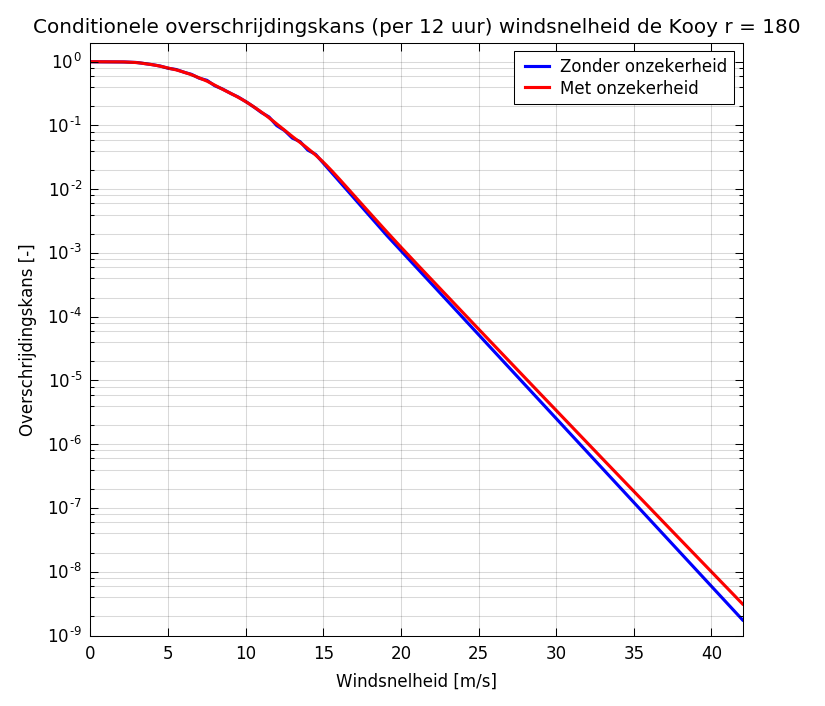 Conditionele overschrijdingskans (per 12 uur) windsnelheid de Kooy r = 180
Zonder onzekerheid
Met onzekerheid
10^0
10^-1
10^-2
10^-3
10^-4
10^-5
10^-6
10^-7
10^-8
10^-9
Overschrijdingskans [-]
0 5 10 15 20 25 30 35 40
Windsnelheid [m/s]